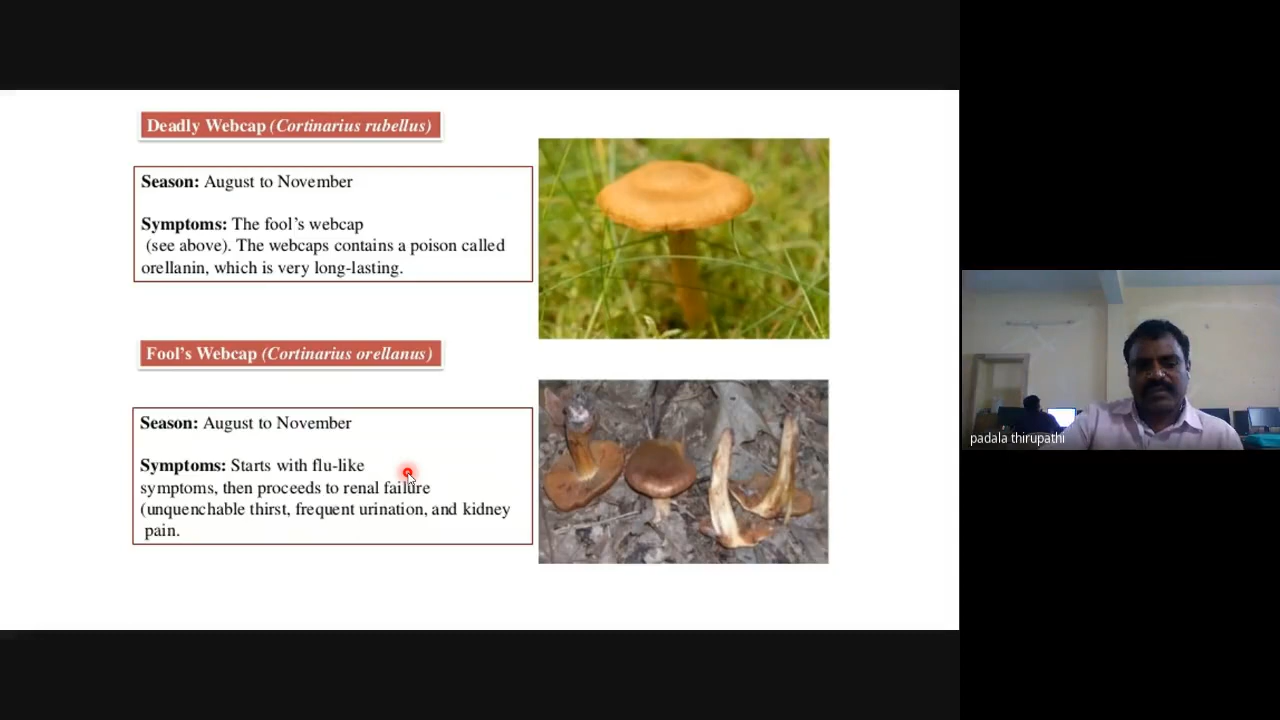 Deadly Webcap (Cortinarius rubellus)
Season: August to November
Symptoms: The fool's webcap
(see above). The webcaps contains a poison called
orellanin, which is very long-lasting.
Fool's Webcap (Cortinarius orellanus)
Season: August to November
Symptoms: Starts with flu-like
symptoms, then proceeds to renal failure
(unquenchable thirst, frequent urination, and kidney
pain.
padala thirupathi